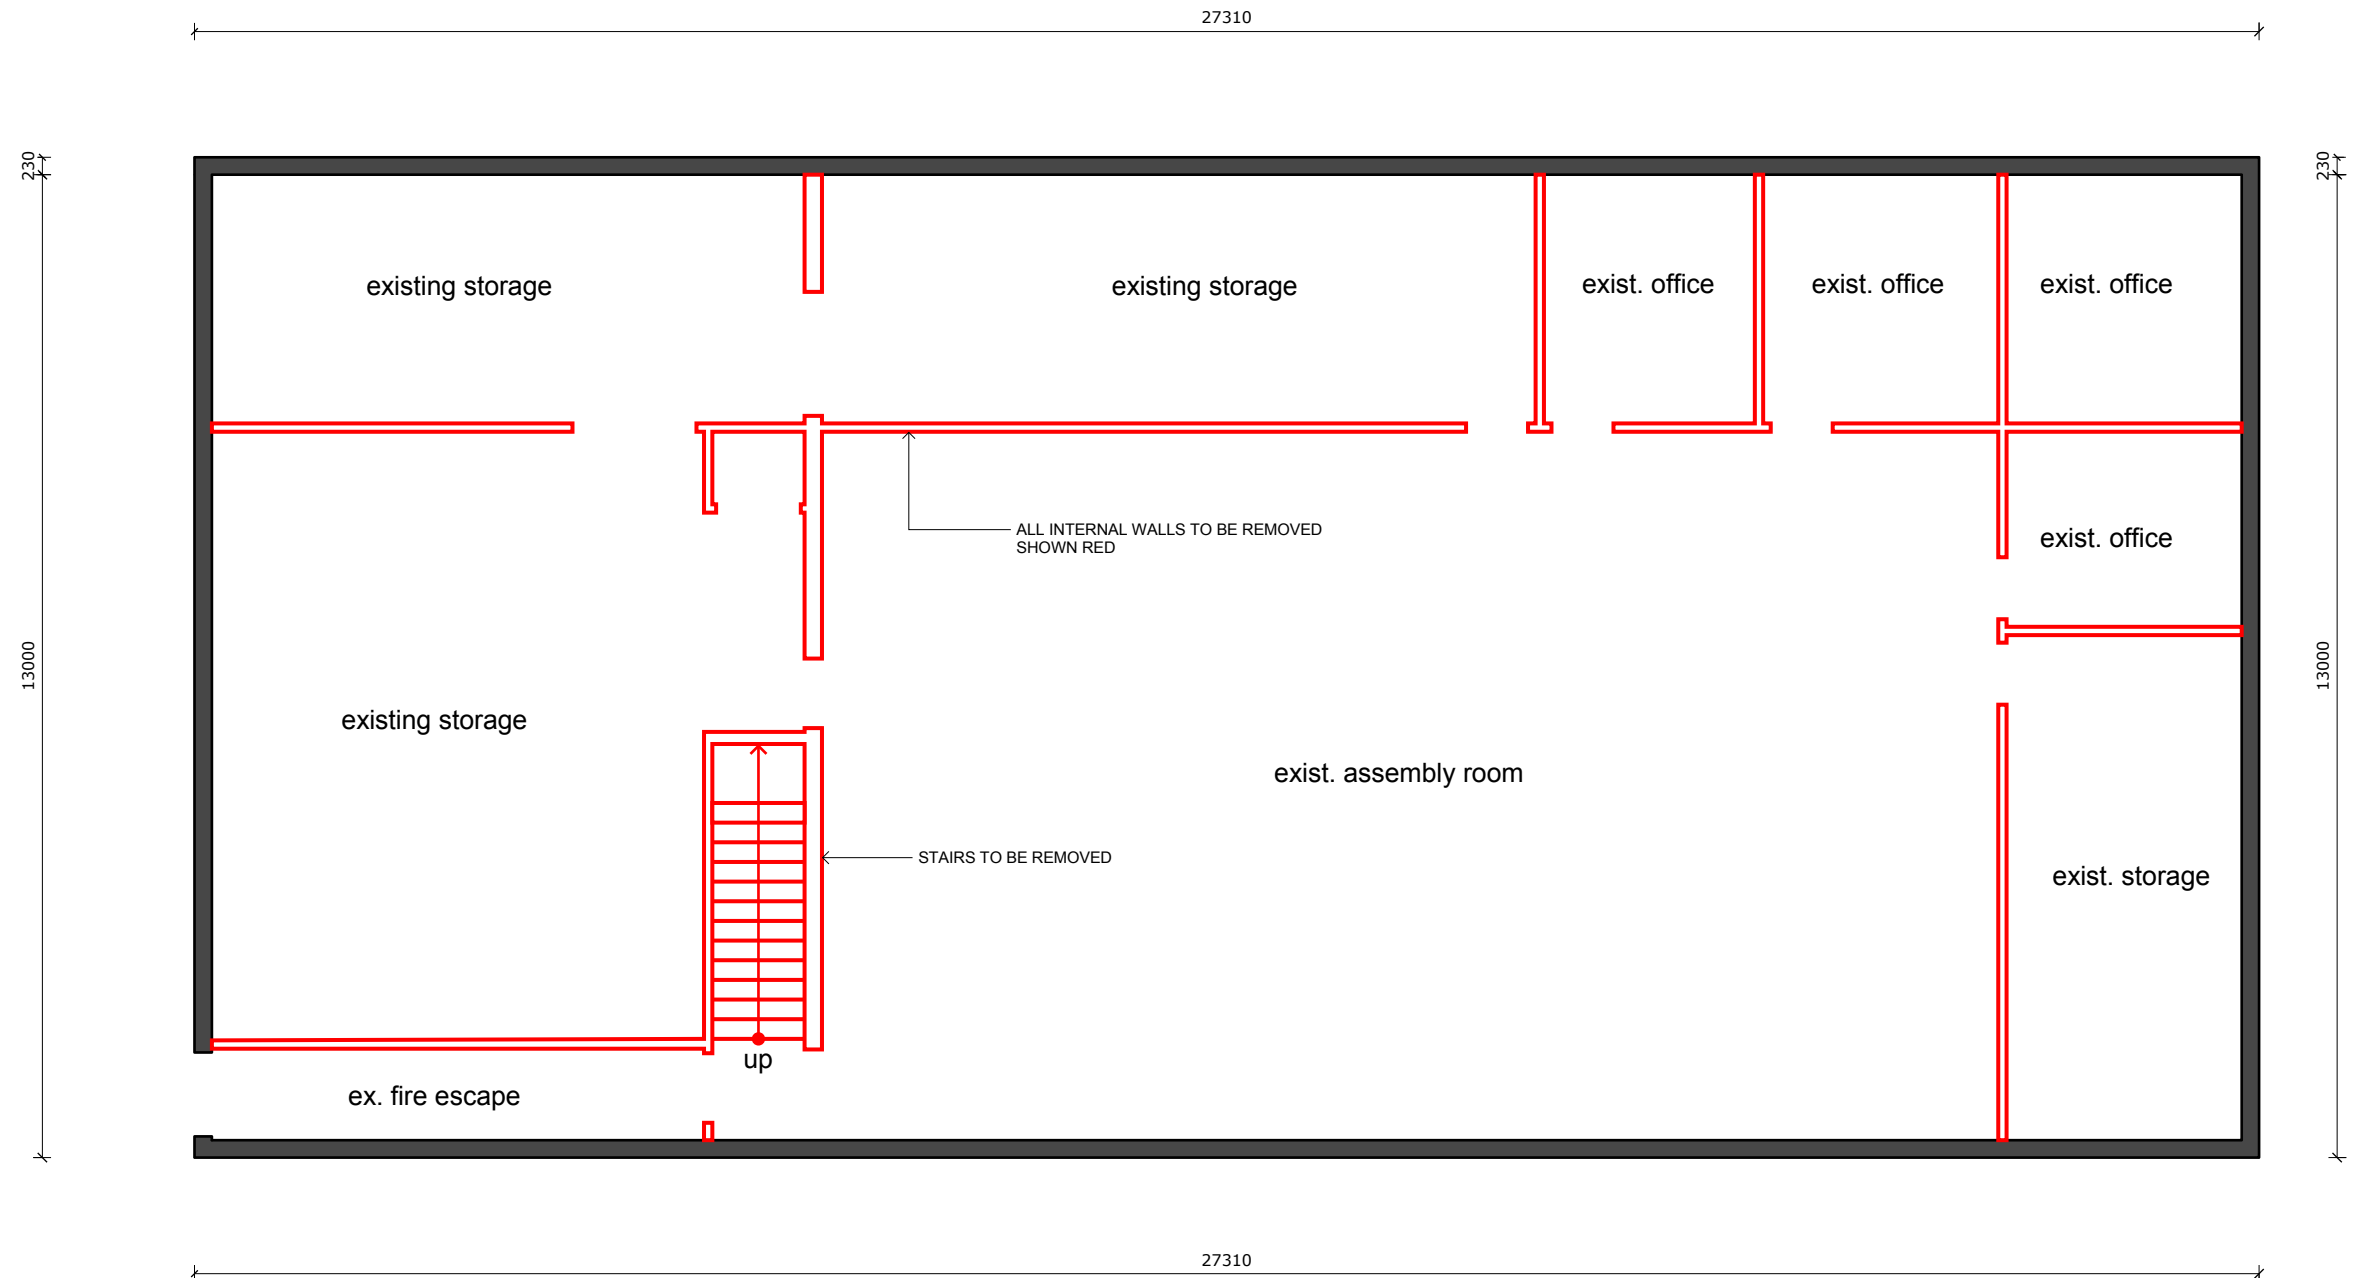 27310
230
230
existing storage
existing storage
exist. office
exist. office
exist. office
ALL INTERNAL WALLS TO BE REMOVED
SHOWN RED
exist. office
13000
13000
existing storage
exist. assembly room
STAIRS TO BE REMOVED
exist. storage
up
ex. fire escape
27310